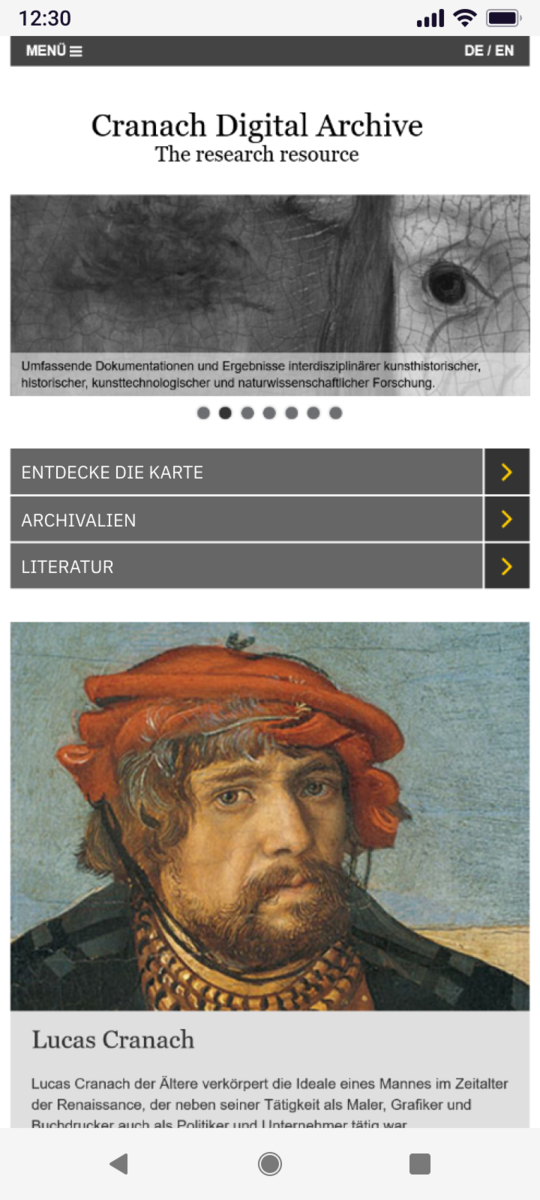 12:30
MENÜ
DE / EN
Cranach Digital Archive
The research resource
Umfassende Dokumentationen und Ergebnisse interdisziplinärer kunsthistorischer,
historischer, kunsttechnologischer und naturwissenschaftlicher Forschung.
ENTDECKE DIE KARTE
ARCHIVALIEN
LITERATUR
Lucas Cranach
Lucas Cranach der Ältere verkörpert die Ideale eines Mannes im Zeitalter
der Renaissance, der neben seiner Tätigkeit als Maler, Grafiker und
Buchdrucker auch als Politiker und Unternehmer tätig war.